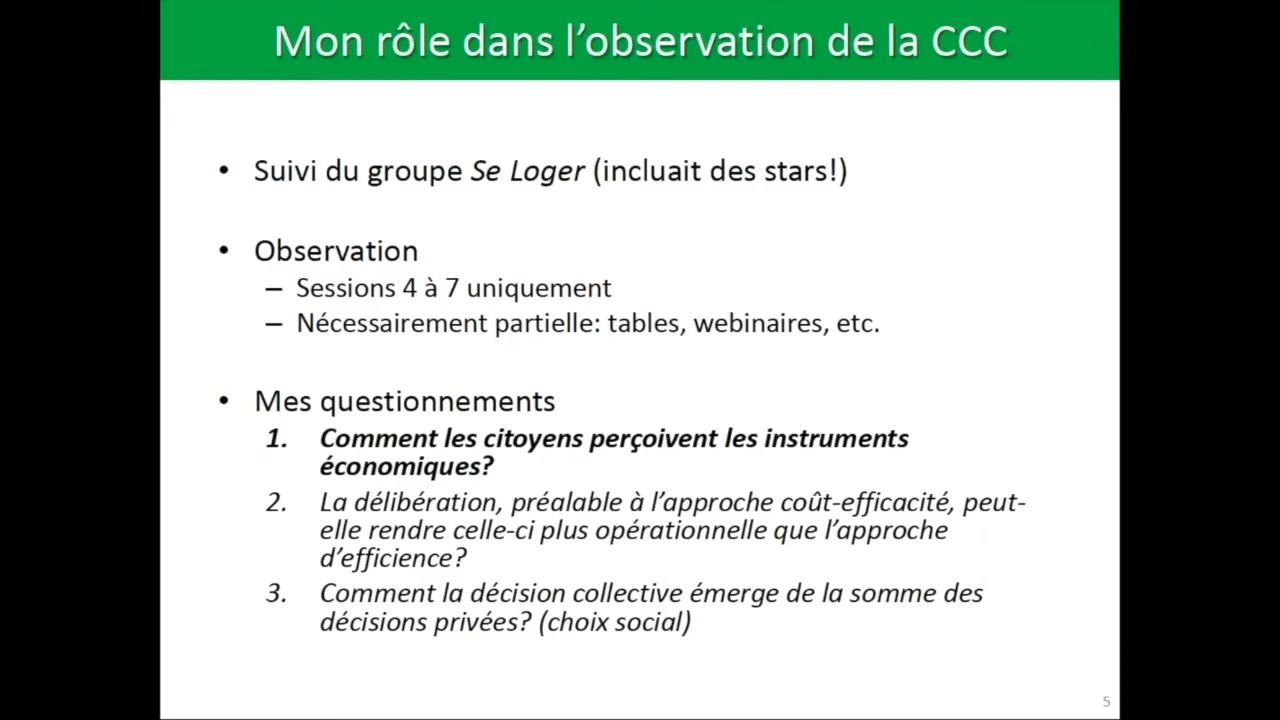 Mon rôle dans l'observation de la CCC
• Suivi du groupe Se Loger (incluait des stars!)
• Observation
– Sessions 4 à 7 uniquement
– Nécessairement partielle: tables, webinaires, etc.
• Mes questionnements
1. Comment les citoyens perçoivent les instruments
économiques?
2. La délibération, préalable à l'approche coût-efficacité, peut-
elle rendre celle-ci plus opérationnelle que l'approche
d'efficience?
3. Comment la décision collective émerge de la somme des
décisions privées? (choix social)
5